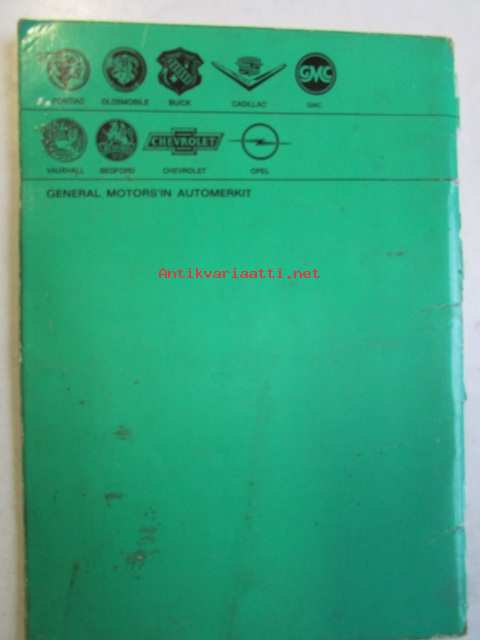 GMC
PONTIAC OLDSMOBILE BUICK CADILLAC GMC
CHEVROLET
VAUXHALL BEDFORD CHEVROLET OPEL
GENERAL MOTORS'IN AUTOMERKIT
Antikvariaatti.net